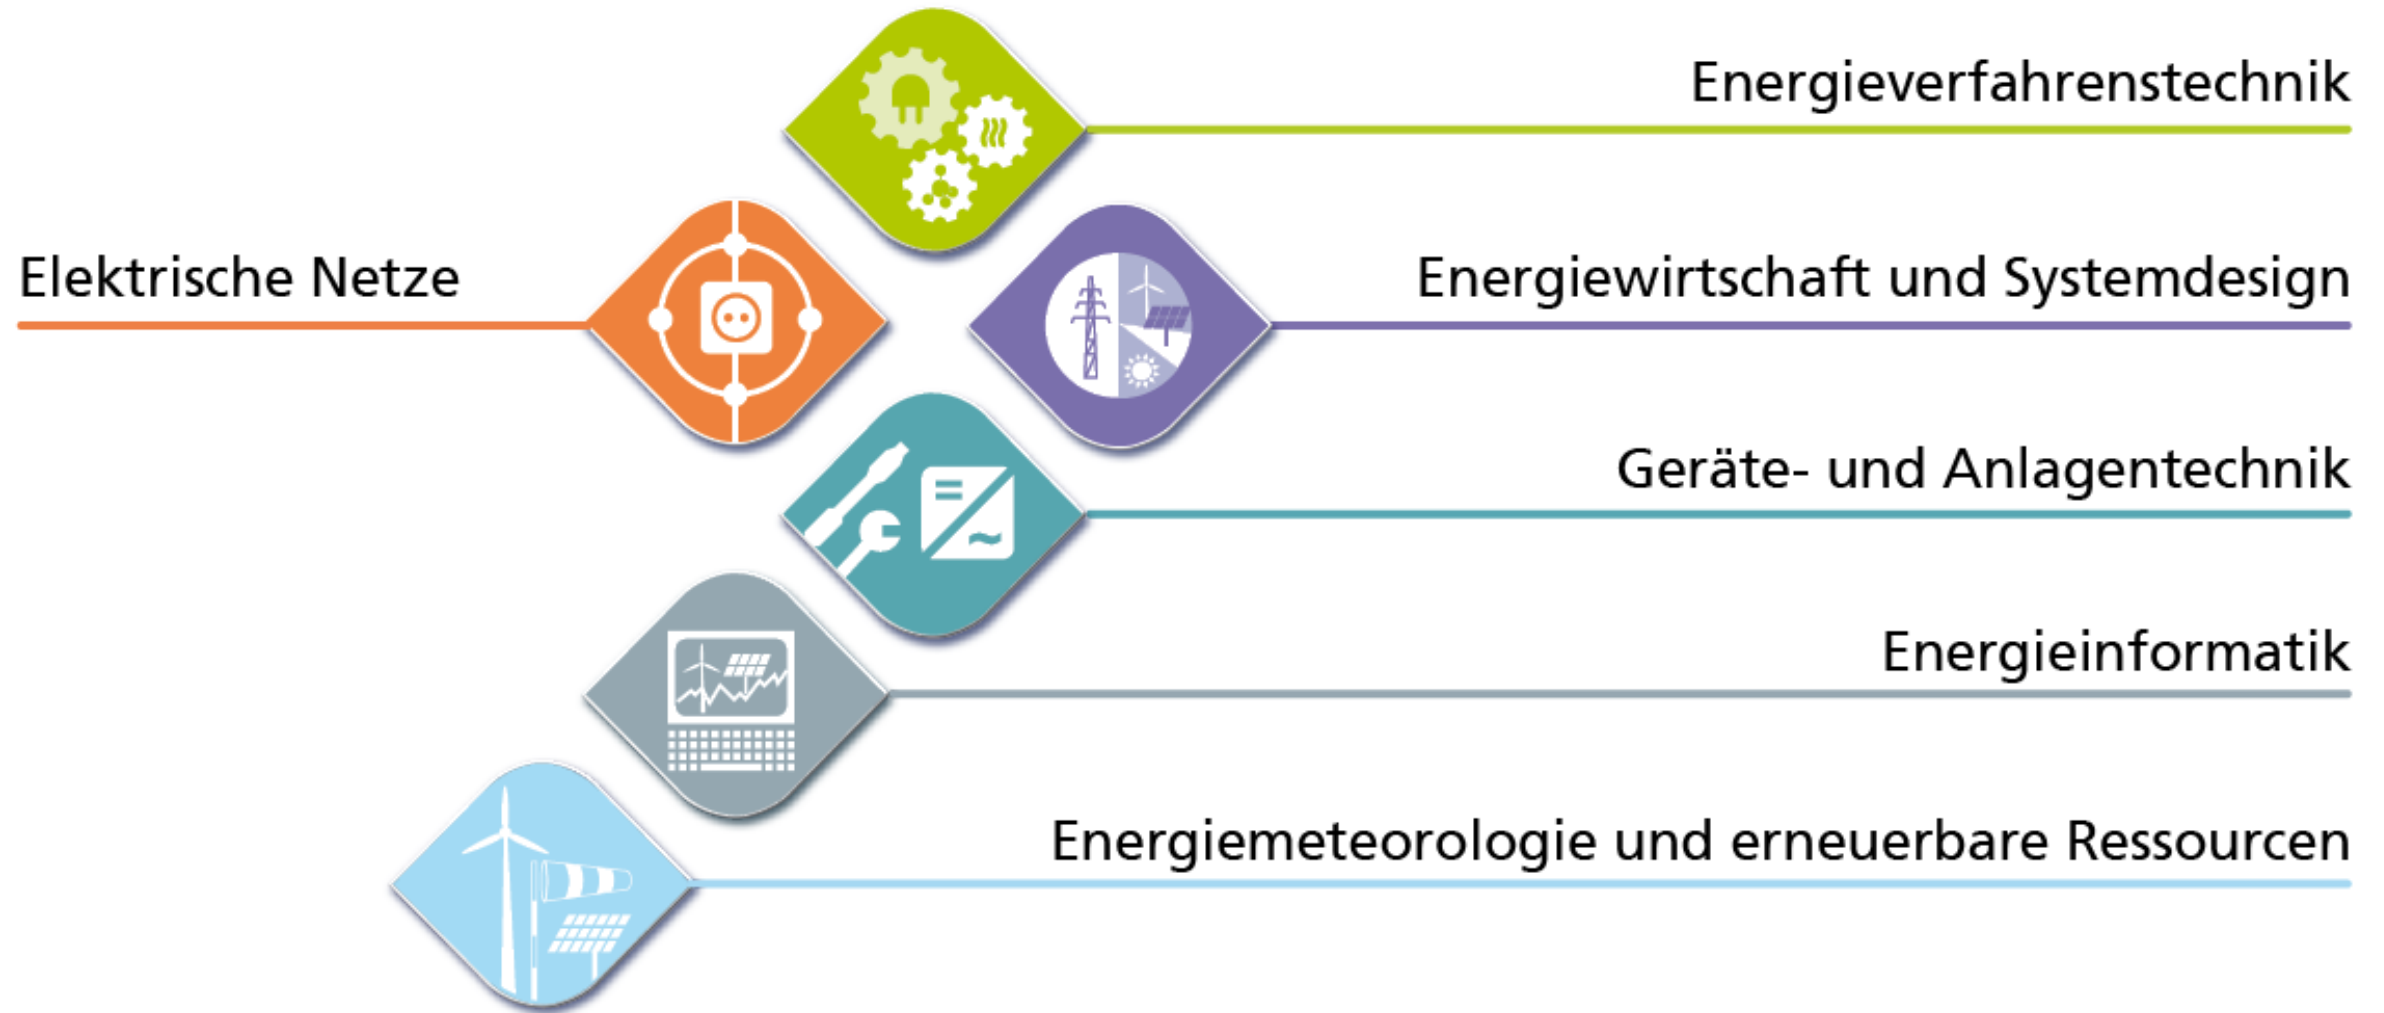 Energieverfahrenstechnik
Elektrische Netze
Energiewirtschaft und Systemdesign
Geräte- und Anlagentechnik
Energieinformatik
Energiemeteorologie und erneuerbare Ressourcen